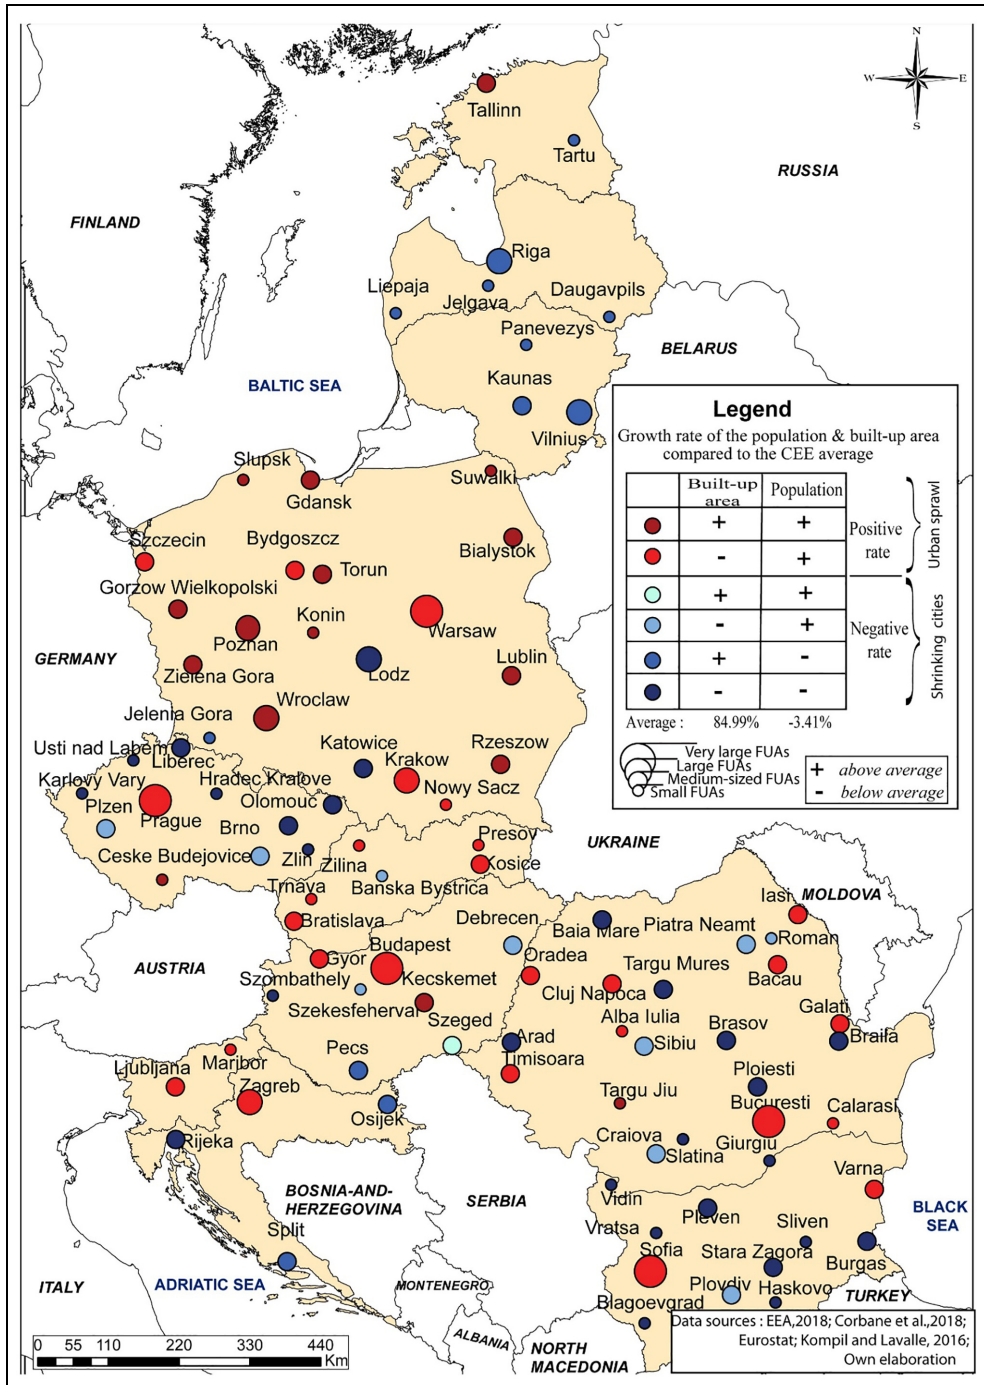 N
W
E
S
Tallinn
Tartu
RUSSIA
FINLAND
Riga
Liepaja
Jelgava
Daugavpils
Panevezys
BELARUS
BALTIC SEA
Kaunas
Vilnius
Legend
Growth rate of the population & built-up area
compared to the CEE average
Built-up
area
Population
+ +
- +
+ +
- +
+ -
- -
Positive
rate
Negative
rate
Urban sprawl
Shrinking cities
Average : 84.99% -3.41%
Very large FUAs
Large FUAs
Medium-sized FUAs
Small FUAs
+ above average
- below average
Slupsk
Gdansk
Suwalki
Szczecin
Bydgoszcz
Torun
Bialystok
Gorzow Wielkopolski
Konin
Poznan
Warsaw
GERMANY
Zielena Gora
Lodz
Lublin
Wroclaw
Jelenia Gora
Usti nad Labem
Liberec
Katowice
Krakow
Rzeszow
Karlovy Vary
Hradec Kralove
Nowy Sacz
Plzen
Prague
Olomouc
Brno
Presov
UKRAINE
Ceske Budejovice
Zlin
Zilina
Kosice
Banska Bystrica
Trnava
Bratislava
MOLDOVA
Iasi
Debrecen
Baia Mare
Piatra Neamt
Roman
Budapest
Gyor
Oradea
AUSTRIA
Szombathely
Kecskemet
Targu Mures
Bacau
Cluj Napoca
Szekesfehervar
Szeged
Alba Iulia
Galati
Arad
Sibiu
Brasov
Braila
Pecs
Timisoara
Maribor
Ljubljana
Zagreb
Ploiesti
Targu Jiu
Bucuresti
Calarasi
Osijek
Rijeka
Craiova
Slatina
Giurgiu
Varna
BOSNIA-AND-
HERZEGOVINA
SERBIA
Vidin
BLACK
SEA
Pleven
Split
Vratsa
Sliven
Sofia
Stara Zagora
Burgas
ITALY
ADRIATIC SEA
MONTENEGRO
Plovdiv
Haskovo
TURKEY
Blagoevgrad
ALBANIA
NORTH
MACEDONIA
Data sources : EEA,2018; Corbane et al.,2018;
Eurostat; Kompil and Lavalle, 2016;
Own elaboration
0 55 110 220 330 440
Km